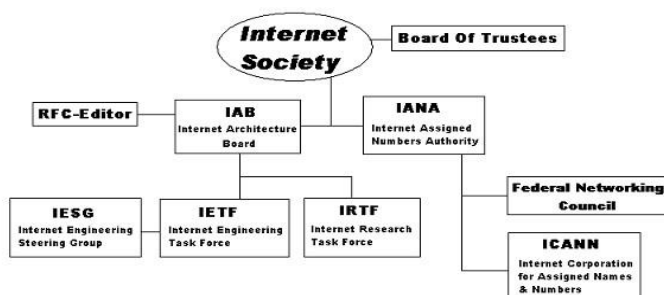 Internet
Society
Board Of Trustees
RFC-Editor
IAB
Internet Architecture
Board
IANA
Internet Assigned
Numbers Authority
IESG
Internet Engineering
Steering Group
IETF
Internet Engineering
Task Force
IRTF
Internet Research
Task Force
Federal Networking
Council
ICANN
Internet Corporation
for Assigned Names
& Numbers